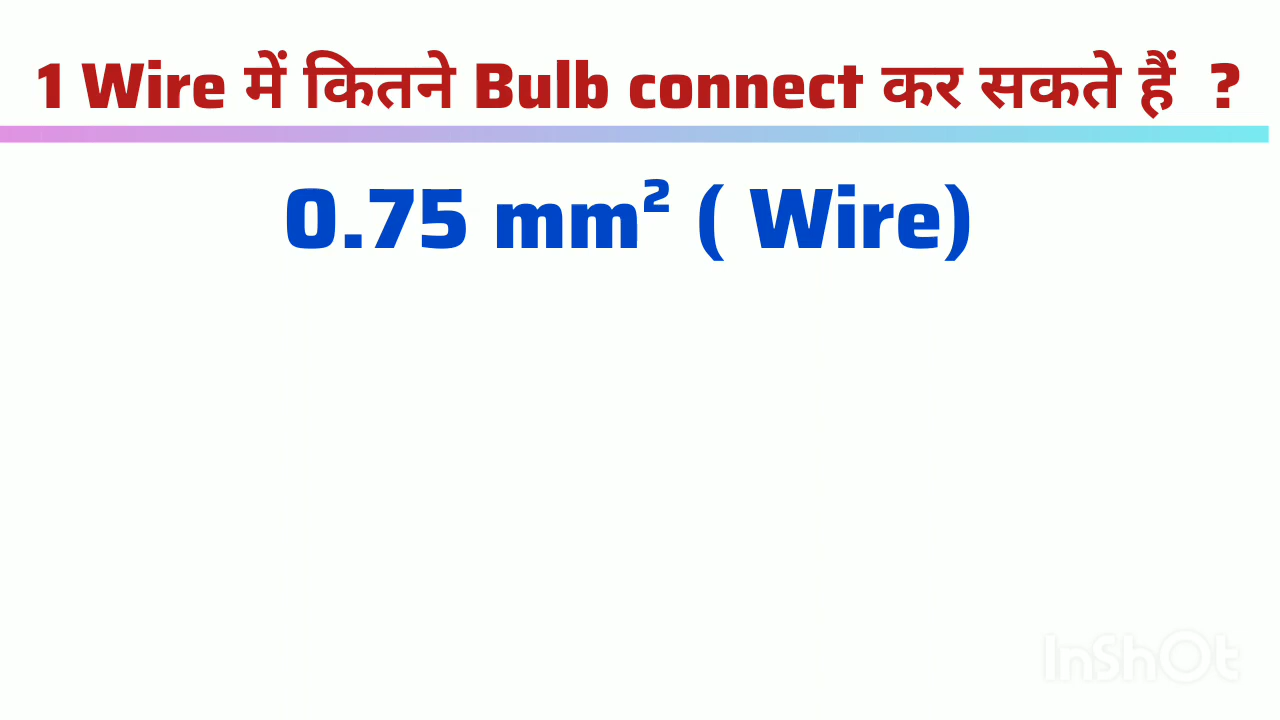 1 Wire में कितने Bulb connect कर सकते हैं ?
0.75 mm² ( Wire)
InShOt